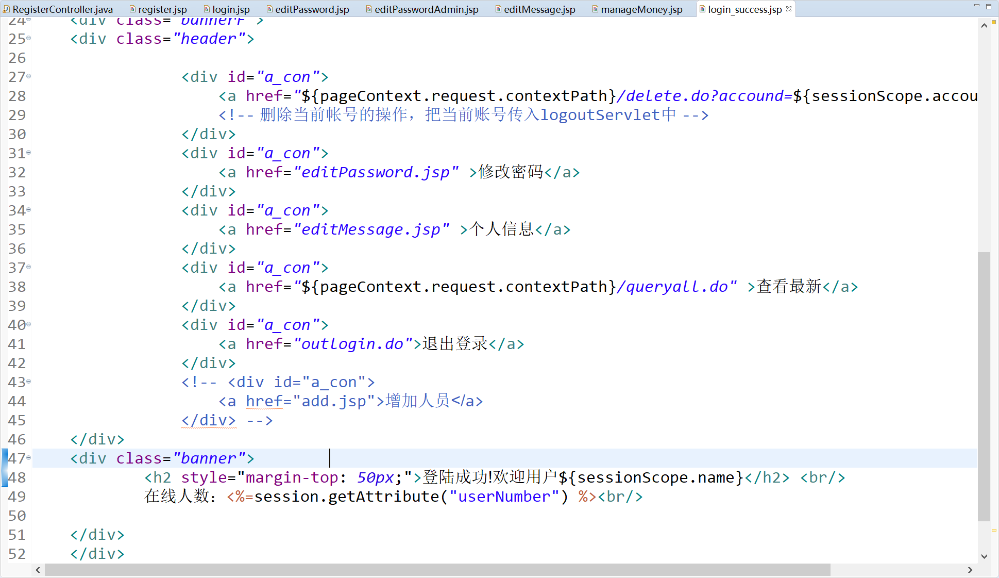 RegisterController.java register.jsp login.jsp editPassword.jsp editPasswordAdmin.jsp editMessage.jsp manageMoney.jsp login_success.jsp
24 <div class="bannerF">
25 <div class="header">
26
27 <div id="a_con">
28 <a href="${pageContext.request.contextPath}/delete.do?accound=${sessionScope.accou
29 <!-- 删除当前帐号的操作，把当前账号传入logoutServlet中 -->
30 </div>
31 <div id="a_con">
32 <a href="editPassword.jsp" >修改密码</a>
33 </div>
34 <div id="a_con">
35 <a href="editMessage.jsp" >个人信息</a>
36 </div>
37 <div id="a_con">
38 <a href="${pageContext.request.contextPath}/queryall.do" >查看最新</a>
39 </div>
40 <div id="a_con">
41 <a href="outlogin.do">退出登录</a>
42 </div>
43 <!-- <div id="a_con">
44 <a href="add.jsp">增加人员</a>
45 </div> -->
46 </div>
47 <div class="banner">
48 <h2 style="margin-top: 50px;">登陆成功!欢迎用户${sessionScope.name}</h2> <br/>
49 在线人数：<%=session.getAttribute("userNumber") %><br/>
50
51 </div>
52 </div>